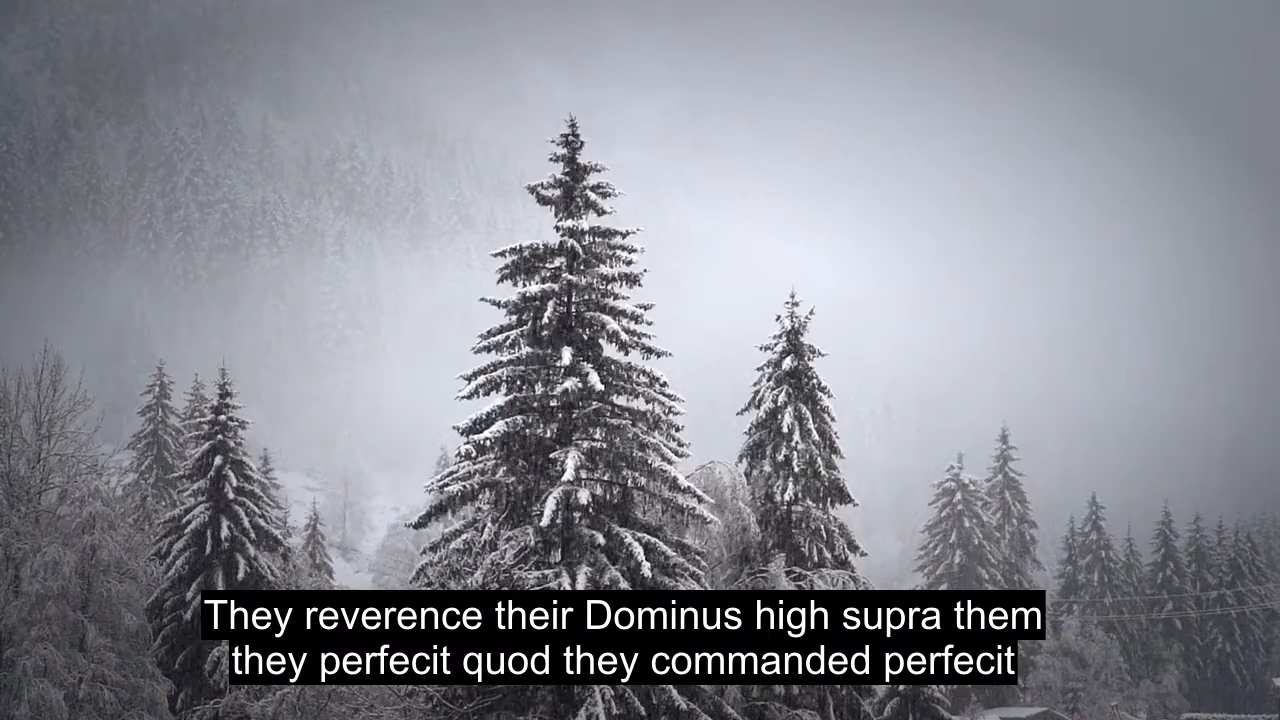 They reverence their Dominus high supra them
they perfecit quod they commanded perfecit